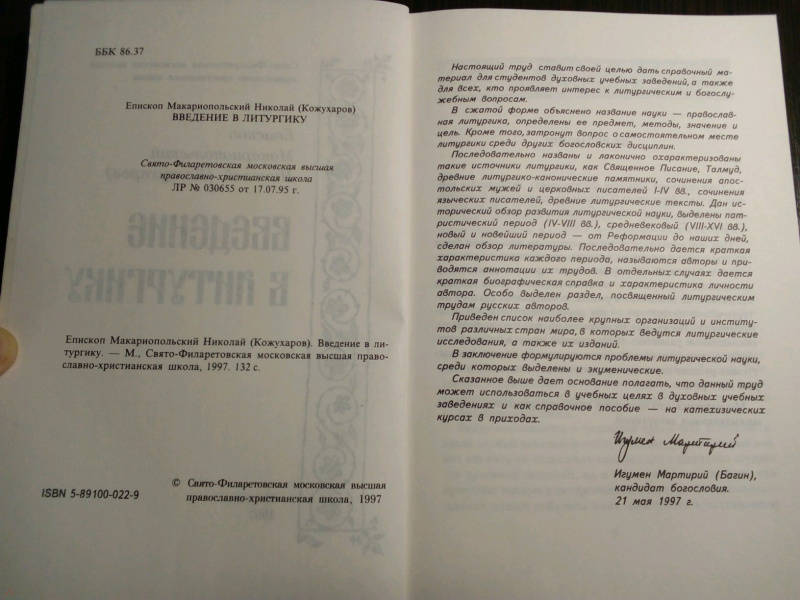 ББК 86.37
Епископ Макариопольский Николай (Кожухаров)
ВВЕДЕНИЕ В ЛИТУРГИКУ
Свято-Филаретовская московская высшая
православно-христианская школа
ЛР № 030655 от 17.07.95 г.
Епископ Макариопольский Николай (Кожухаров). Введение в ли-
тургику. — М., Свято-Филаретовская московская высшая право-
славно-христианская школа, 1997. 132 с.
© Свято-Филаретовская московская высшая
православно-христианская школа, 1997
ISBN 5-89100-022-9
Настоящий труд ставит своей целью дать справочный ма-
териал для студентов духовных учебных заведений, а также
для всех, кто проявляет интерес к литургическим и богослу-
жебным вопросам.
В сжатой форме объяснено название науки — православ-
ная литургика, определены ее предмет, методы, значение и
цель. Кроме того, затронут вопрос о самостоятельном месте
литургики среди других богословских дисциплин.
Последовательно названы и лаконично охарактеризованы
такие источники литургики, как Священное Писание, Талмуд,
древние литургико-канонические памятники, сочинения апос-
тольских мужей и церковных писателей I-IV вв., сочинения
языческих писателей, древние литургические тексты. Дан ис-
торический обзор развития литургической науки, выделены пат-
ристический период (IV-VIII вв.), средневековый (VIII-XVI вв.),
новый и новейший период — от Реформации до наших дней,
сделан обзор литературы. Последовательно дается краткая
характеристика каждого периода, называются авторы и при-
водятся аннотации их трудов. В отдельных случаях дается
краткая биографическая справка и характеристика личности
автора. Особо выделен раздел, посвященный литургическим
трудам русских авторов.
Приведен список наиболее крупных организаций и институ-
тов различных стран мира, в которых ведутся литургические
исследования, а также их изданий.
В заключение формулируются проблемы литургической науки,
среди которых выделены и экуменические.
Сказанное выше дает основание полагать, что данный труд
может использоваться в учебных целях в духовных учебных
заведениях и как справочное пособие — на катехизических
курсах в приходах.
Игумен Мартирий
Игумен Мартирий (Багин),
кандидат богословия.
21 мая 1997 г.